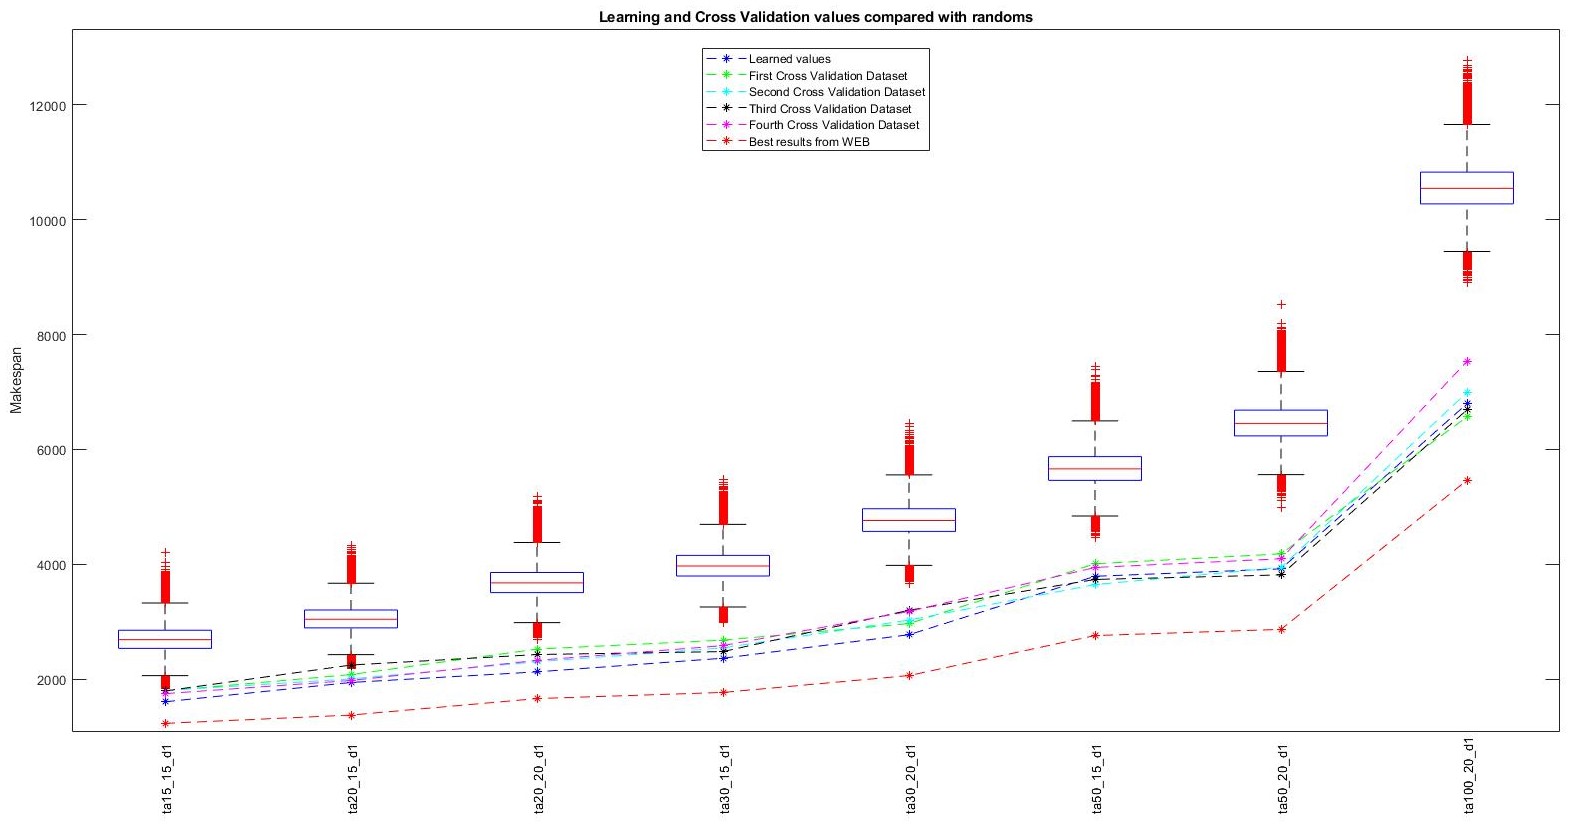 Learning and Cross Validation values compared with randoms
Learned values
First Cross Validation Dataset
Second Cross Validation Dataset
Third Cross Validation Dataset
Fourth Cross Validation Dataset
Best results from WEB
Makespan
12000
10000
8000
6000
4000
2000
ta15_15_d1
ta20_15_d1
ta20_20_d1
ta30_15_d1
ta30_20_d1
ta50_15_d1
ta50_20_d1
ta100_20_d1